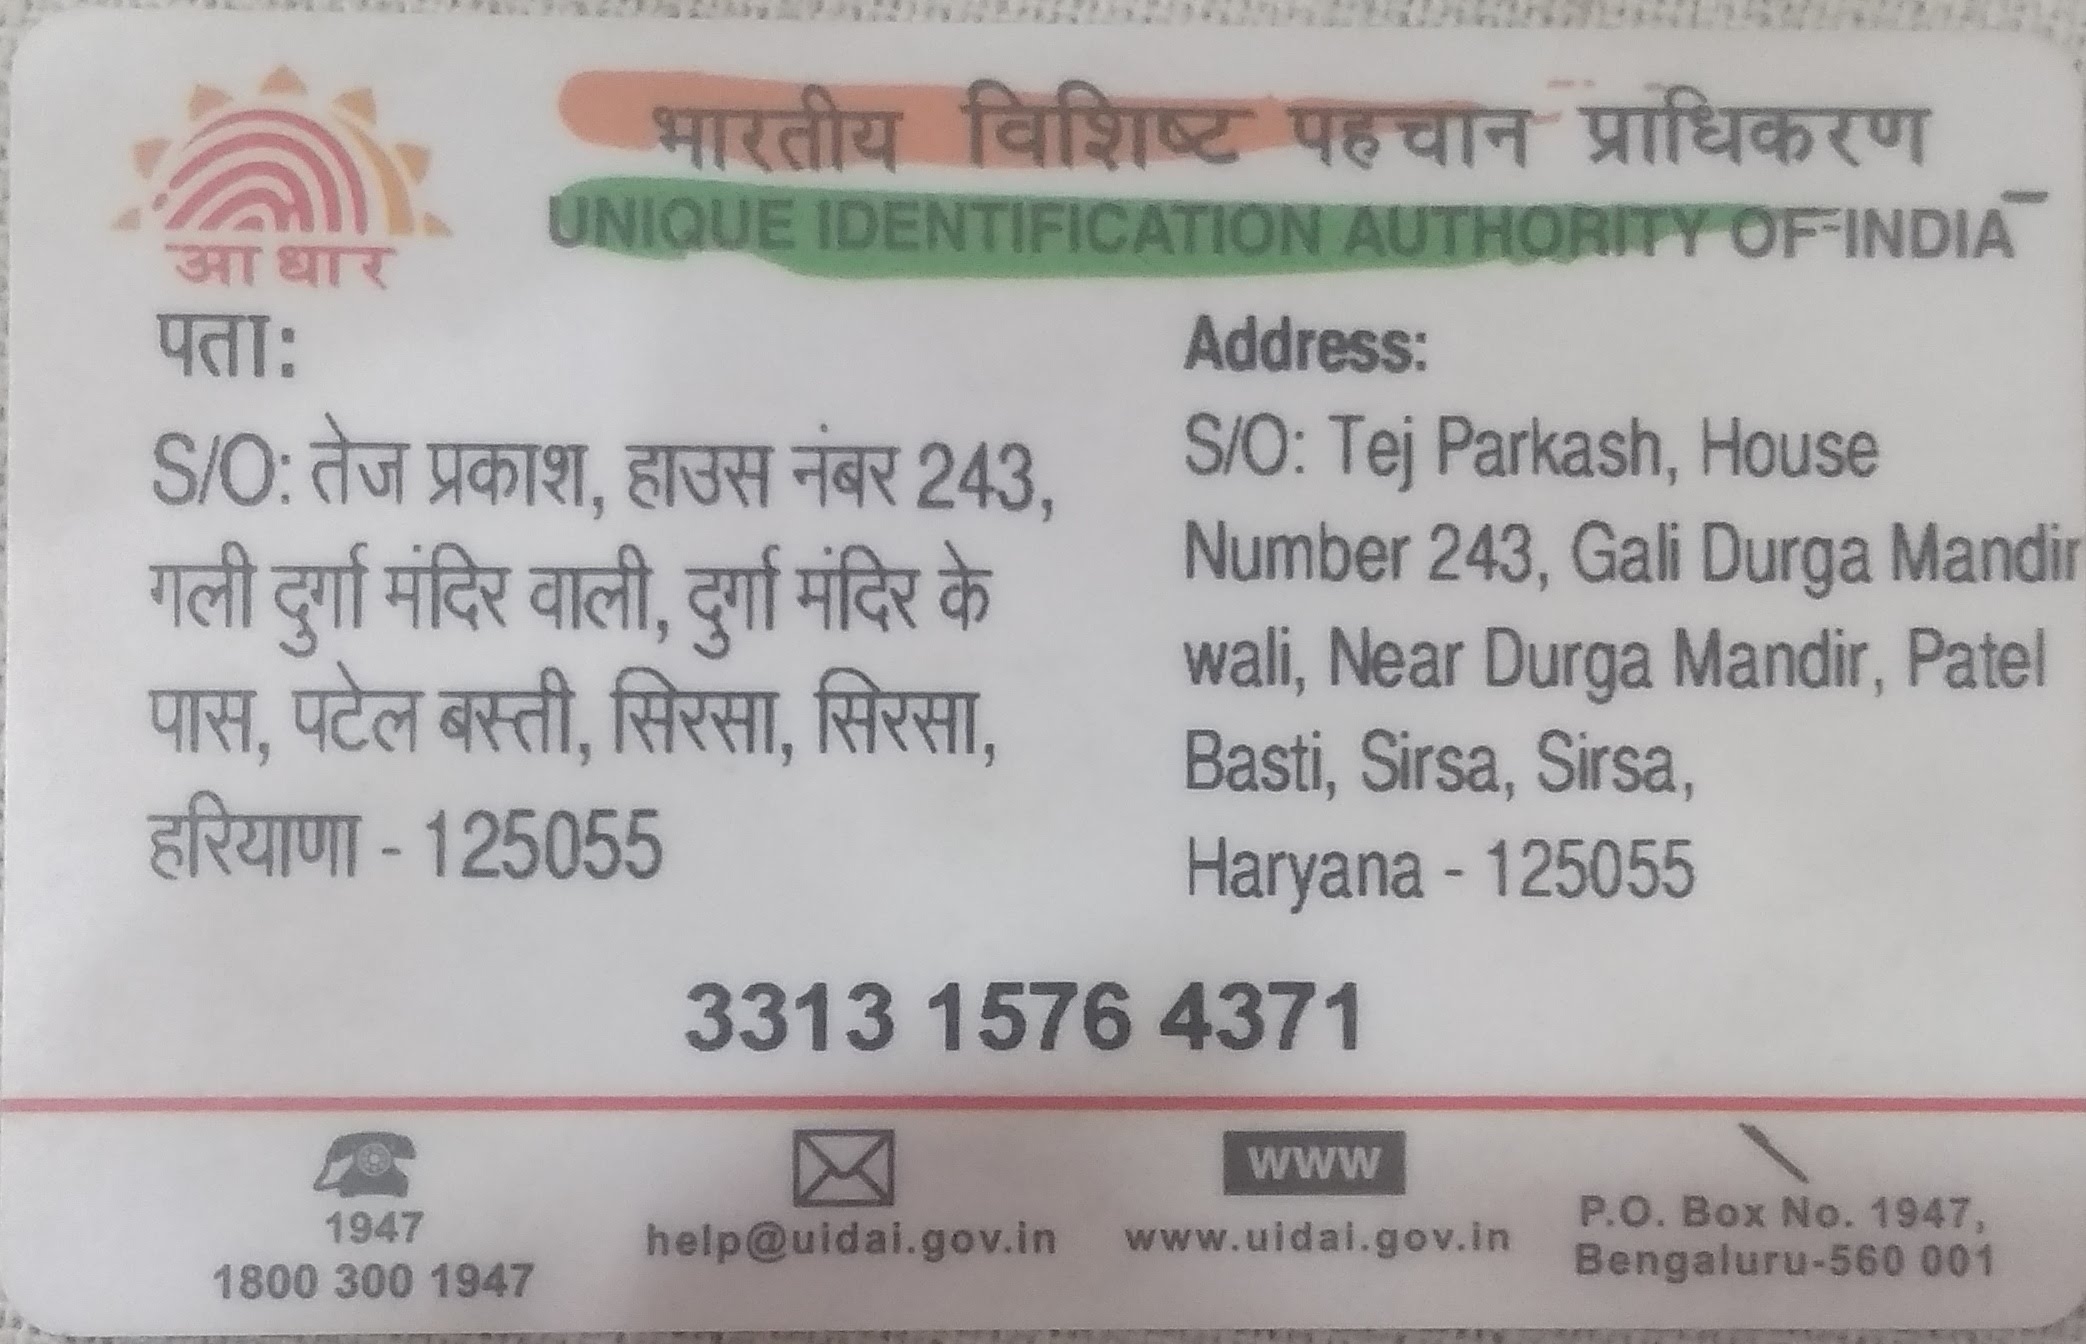 आधार
भारतीय विशिष्ट पहचान प्राधिकरण
UNIQUE IDENTIFICATION AUTHORITY OF INDIA
पता:
S/O: तेज प्रकाश, हाउस नंबर 243,
गली दुर्गा मंदिर वाली, दुर्गा मंदिर के
पास, पटेल बस्ती, सिरसा, सिरसा,
हरियाणा - 125055
Address:
S/O: Tej Parkash, House
Number 243, Gali Durga Mandir
wali, Near Durga Mandir, Patel
Basti, Sirsa, Sirsa,
Haryana - 125055
3313 1576 4371
1947
1800 300 1947
help@uidai.gov.in
WWW
www.uidai.gov.in
P.O. Box No. 1947,
Bengaluru-560 001